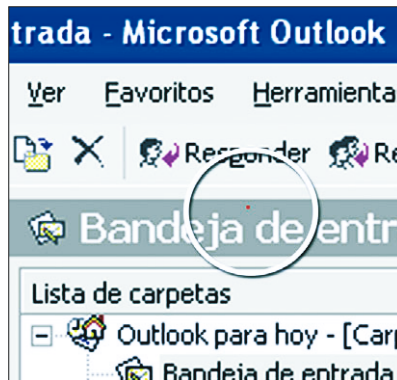 trada - Microsoft Outlook
Ver Favoritos Herramienta
Responder Re
Bandeja de entr
Lista de carpetas
Outlook para hoy - [Carp
Bandeja de entrada